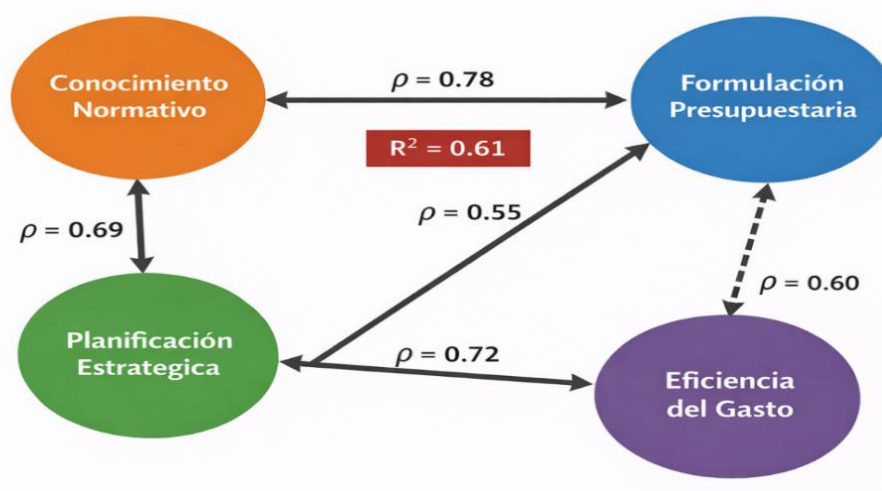 Conocimiento
Normativo
ρ = 0.78
Formulación
Presupuestaria
R² = 0.61
ρ = 0.69
ρ = 0.55
ρ = 0.60
Planificación
Estrategica
ρ = 0.72
Eficiencia
del Gasto